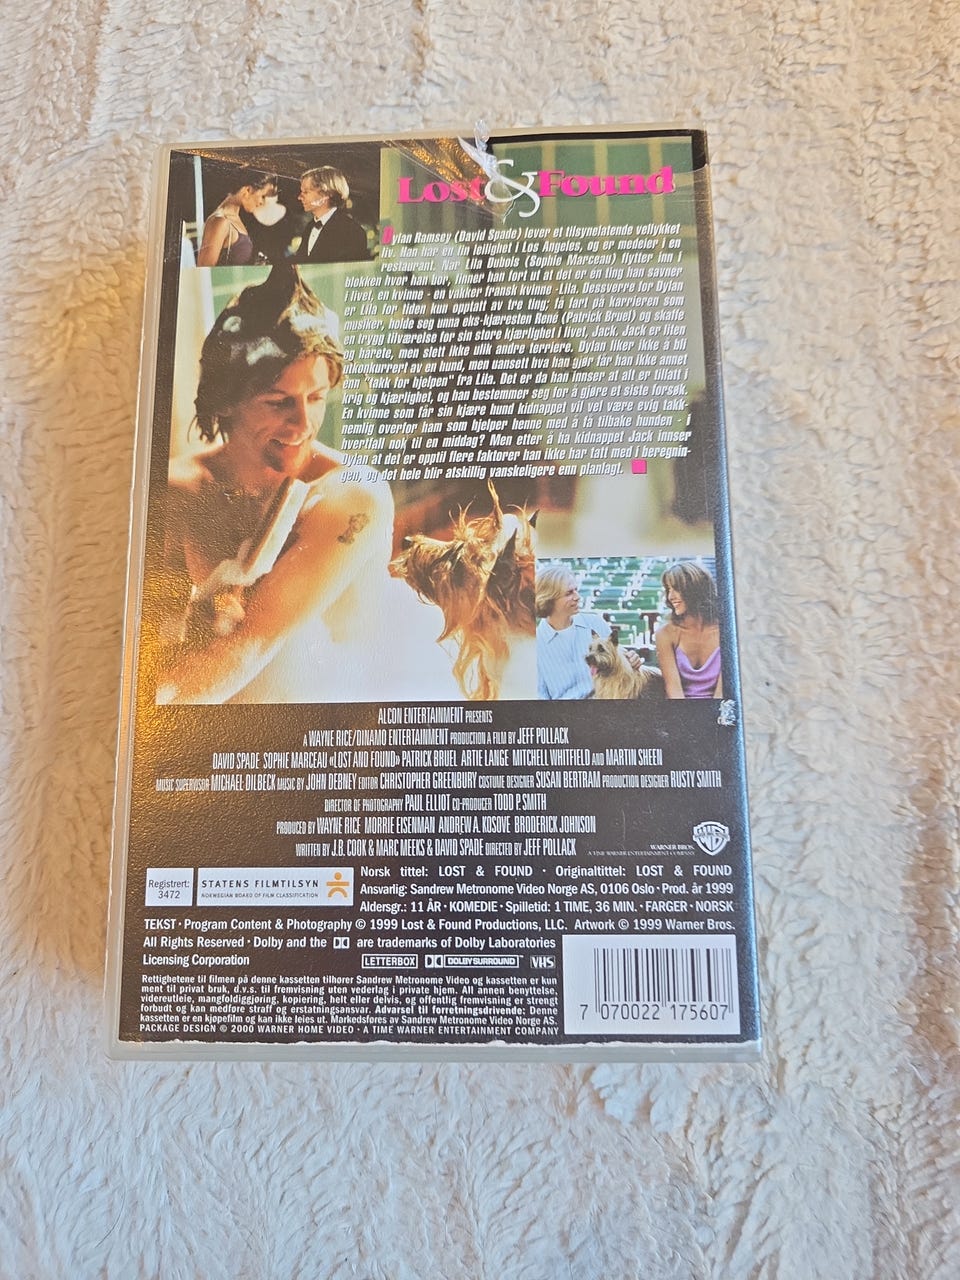 Lost & Found
Dylan Ramsey (David Spade) lever et tilsynelatende vellykket
liv. Han har en fin leilighet i Los Angeles, og er medeier i en
restaurant. Når Lila Dubois (Sophie Marceau) flytter inn i
blokken hvor han bor, finner han fort ut at det er én ting han savner
i livet, en kvinne - en vakker fransk kvinne -Lila. Dessverre for Dylan
er Lila for tiden kun opptatt av tre ting; få fart på karrieren som
musiker, holde seg unna eks-kjæresten René (Patrick Bruel) og skaffe
en trygg tilværelse for sin store kjærlighet i livet, Jack. Jack er liten
og hårete, men slett ikke ulik andre terriere. Dylan liker ikke å bli
utkonkurrert av en hund, men uansett hva han gjør får han ikke annet
enn "takk for hjelpen" fra Lila. Det er da han innser at alt er tillatt i
krig og kjærlighet, og han bestemmer seg for å gjøre et siste forsøk.
En kvinne som får sin kjære hund kidnappet vil vel være evig takk-
nemlig overfor ham som hjelper henne med å få tilbake hunden - i
hvertfall nok til en middag? Men etter å ha kidnappet Jack innser
Dylan at det er opptil flere faktorer han ikke har tatt med i beregnin-
gen, og det hele blir atskillig vanskeligere enn planlagt.
ALCON ENTERTAINMENT PRESENTS
A WAYNE RICE/DINAMO ENTERTAINMENT PRODUCTION A FILM BY JEFF POLLACK
DAVID SPADE SOPHIE MARCEAU «LOST AND FOUND» PATRICK BRUEL ARTIE LANGE MITCHELL WHITFIELD AND MARTIN SHEEN
MUSIC SUPERVISOR MICHAEL DILBECK MUSIC BY JOHN DEBNEY EDITOR CHRISTOPHER GREENBURY COSTUME DESIGNER SUSAN BERTRAM PRODUCTION DESIGNER RUSTY SMITH
DIRECTOR OF PHOTOGRAPHY PAUL ELLIOT CO-PRODUCER TODD P. SMITH
PRODUCED BY WAYNE RICE MORRIE EISENMAN ANDREW A. KOSOVE BRODERICK JOHNSON
WRITTEN BY J.B. COOK & MARC MEEKS & DAVID SPADE DIRECTED BY JEFF POLLACK
WB
WARNER BROS.
A TIME WARNER ENTERTAINMENT COMPANY
Registrert:
3472
STATENS FILMTILSYN
NORWEGIAN BOARD OF FILM CLASSIFICATION
Norsk tittel: LOST & FOUND · Originaltittel: LOST & FOUND
Ansvarlig: Sandrew Metronome Video Norge AS, 0106 Oslo · Prod. år 1999
Aldersgr.: 11 ÅR · KOMEDIE · Spilletid: 1 TIME, 36 MIN. · FARGER · NORSK
TEKST · Program Content & Photography © 1999 Lost & Found Productions, LLC. Artwork © 1999 Warner Bros.
All Rights Reserved · Dolby and the DD are trademarks of Dolby Laboratories
Licensing Corporation
LETTERBOX DOLBY SURROUND VHS
Rettighetene til filmen på denne kassetten tilhører Sandrew Metronome Video og kassetten er kun
ment til privat bruk, d.v.s. til fremvisning uten vederlag i private hjem. All annen benyttelse,
videreutleie, mangfoldiggjøring, kopiering, helt eller delvis, og offentlig fremvisning er strengt
forbudt og kan medføre straff og erstatningsansvar. Advarsel til forretningsdrivende: Denne
kassetten er en kjøpefilm og kan ikke leies ut. Markedsføres av Sandrew Metronome Video Norge AS.
PACKAGE DESIGN © 2000 WARNER HOME VIDEO · A TIME WARNER ENTERTAINMENT COMPANY
7 070022 175607